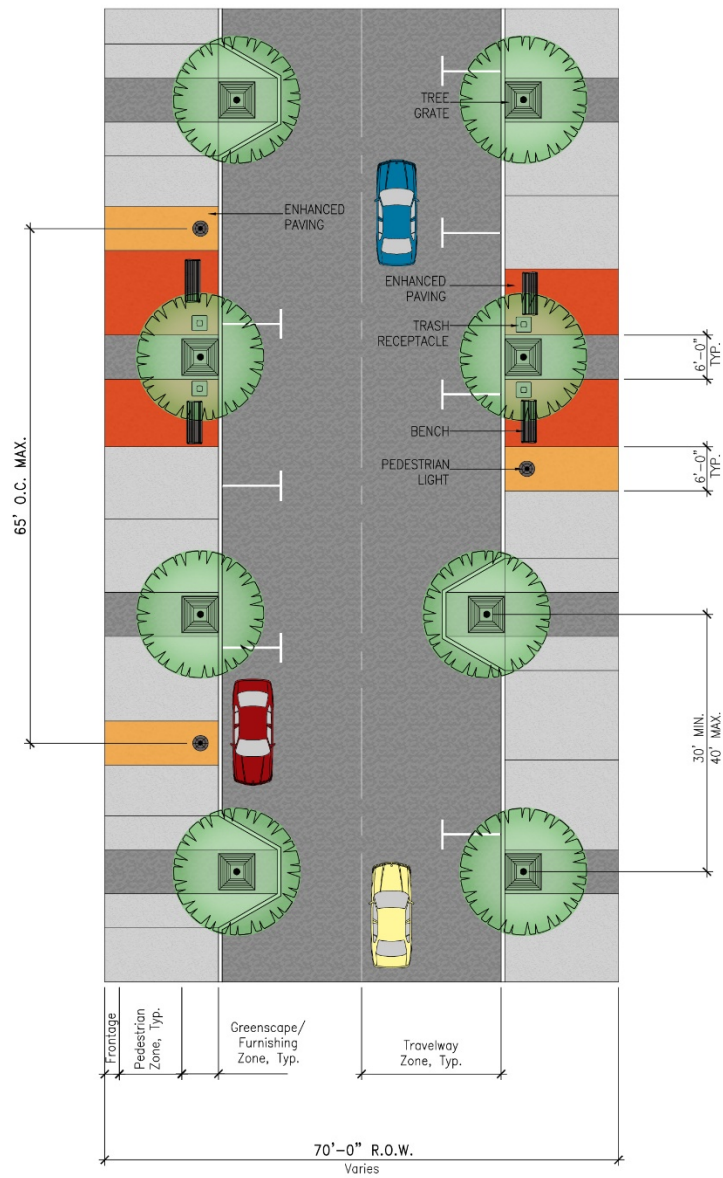 TREE
GRATE
ENHANCED
PAVING
ENHANCED
PAVING
TRASH
RECEPTACLE
6'-0"
TYP.
BENCH
PEDESTRIAN
LIGHT
6'-0"
TYP.
65' O.C. MAX.
30' MIN.
40' MAX.
Frontage
Pedestrian
Zone, Typ.
Greenscape/
Furnishing
Zone, Typ.
Travelway
Zone, Typ.
70'-0" R.O.W.
Varies